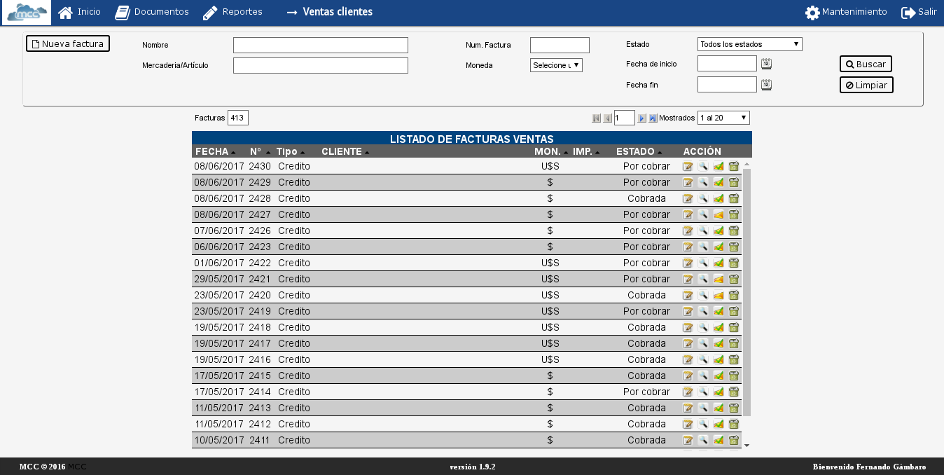 MCC Inicio Documentos Reportes → Ventas clientes Mantenimiento Salir
Nueva factura Nombre Num. Factura Estado Todos los estados
Mercadería/Artículo Moneda Selecione u Fecha de inicio Buscar
Fecha fin Limpiar
Facturas 413 1 Mostrados 1 al 20
LISTADO DE FACTURAS VENTAS
FECHA Nº Tipo CLIENTE MON. IMP. ESTADO ACCIÓN
08/06/2017 2430 Credito U$S Por cobrar
08/06/2017 2429 Credito $ Por cobrar
08/06/2017 2428 Credito $ Cobrada
08/06/2017 2427 Credito $ Por cobrar
07/06/2017 2426 Credito $ Por cobrar
06/06/2017 2423 Credito $ Por cobrar
01/06/2017 2422 Credito U$S Por cobrar
29/05/2017 2421 Credito U$S Por cobrar
23/05/2017 2420 Credito U$S Cobrada
23/05/2017 2419 Credito U$S Por cobrar
19/05/2017 2418 Credito U$S Cobrada
19/05/2017 2417 Credito U$S Cobrada
19/05/2017 2416 Credito U$S Cobrada
17/05/2017 2415 Credito $ Cobrada
17/05/2017 2414 Credito $ Por cobrar
11/05/2017 2413 Credito $ Cobrada
11/05/2017 2412 Credito $ Cobrada
10/05/2017 2411 Credito $ Cobrada
MCC © 2016 MCC versión 1.9.2 Bienvenido Fernando Gámbaro